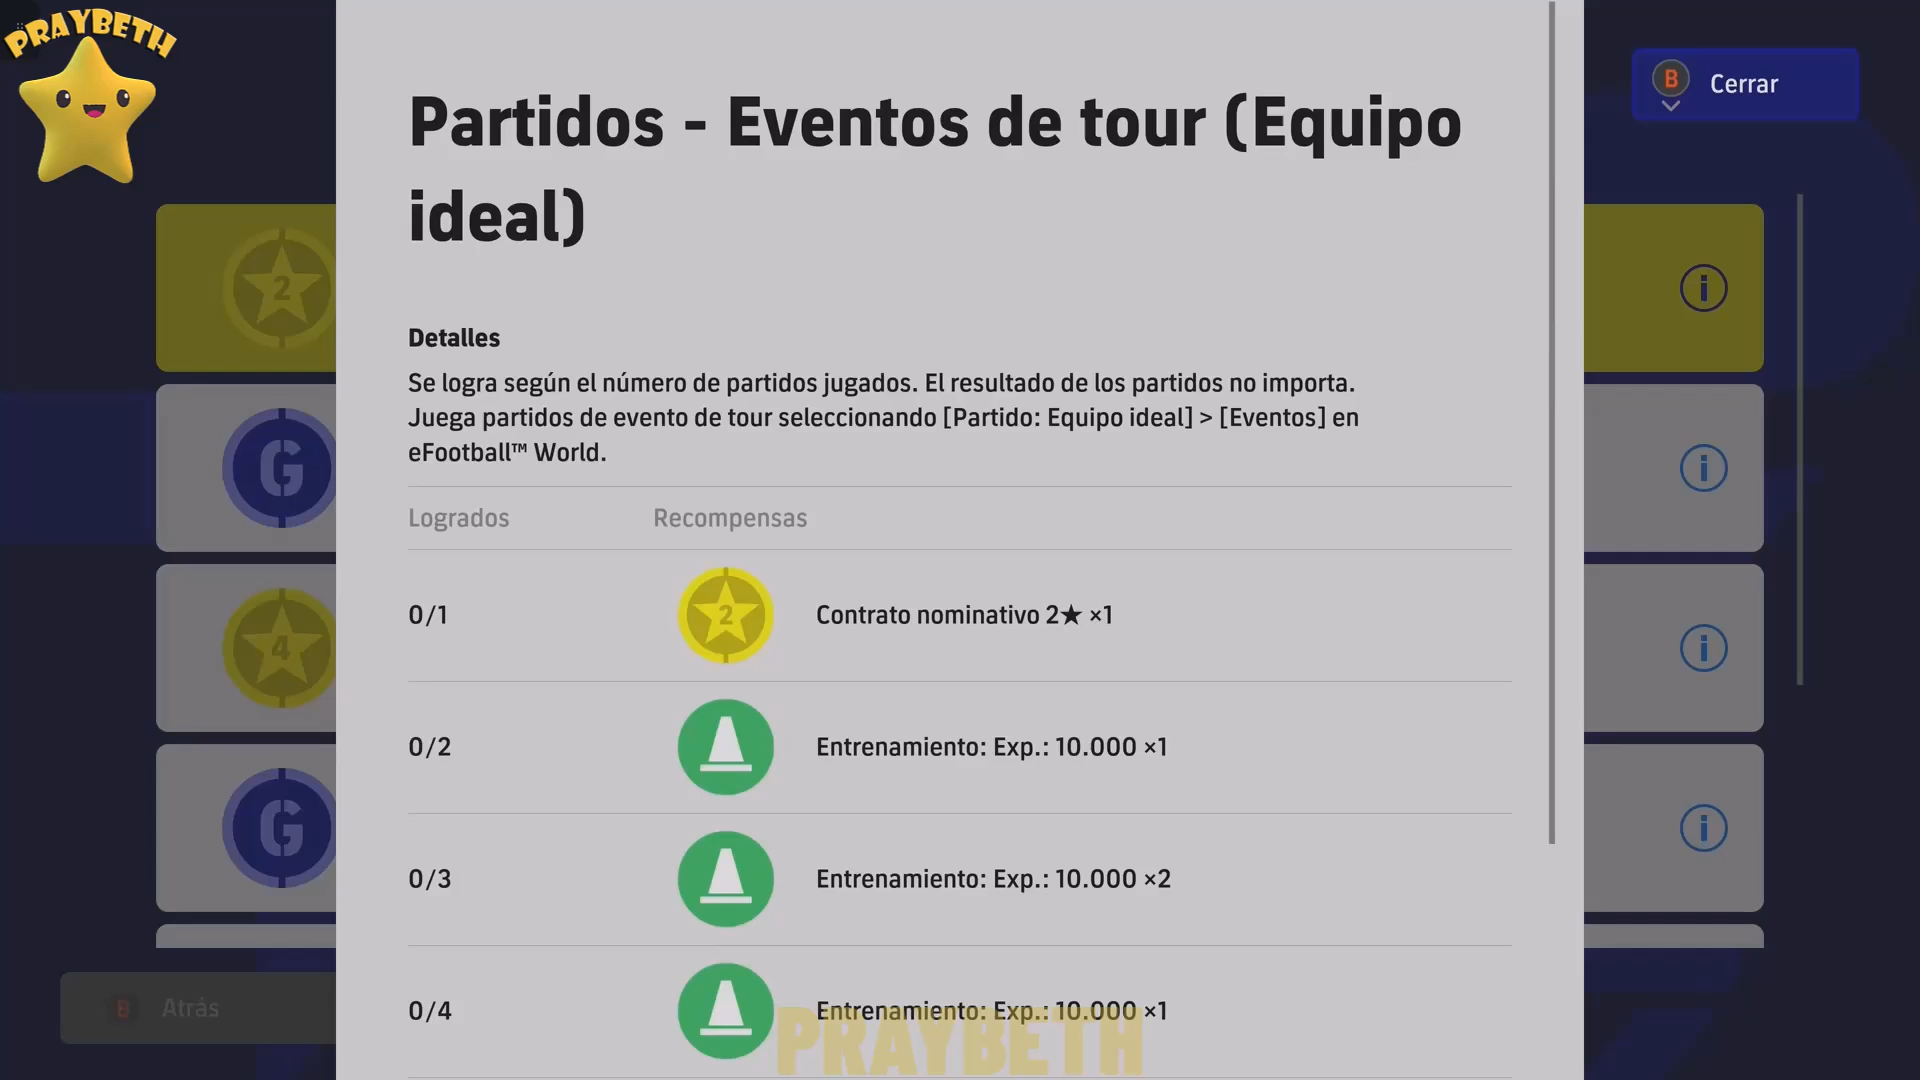 PRAYBETH
B Cerrar
Partidos - Eventos de tour (Equipo
ideal)
Detalles
Se logra según el número de partidos jugados. El resultado de los partidos no importa.
Juega partidos de evento de tour seleccionando [Partido: Equipo ideal] > [Eventos] en
eFootball™ World.
Logrados Recompensas
0/1 2 Contrato nominativo 2★ ×1
0/2 Entrenamiento: Exp.: 10.000 ×1
0/3 Entrenamiento: Exp.: 10.000 ×2
0/4 Entrenamiento: Exp.: 10.000 ×1
2
G
4
G
i
i
i
i
B Atrás
PRAYBETH